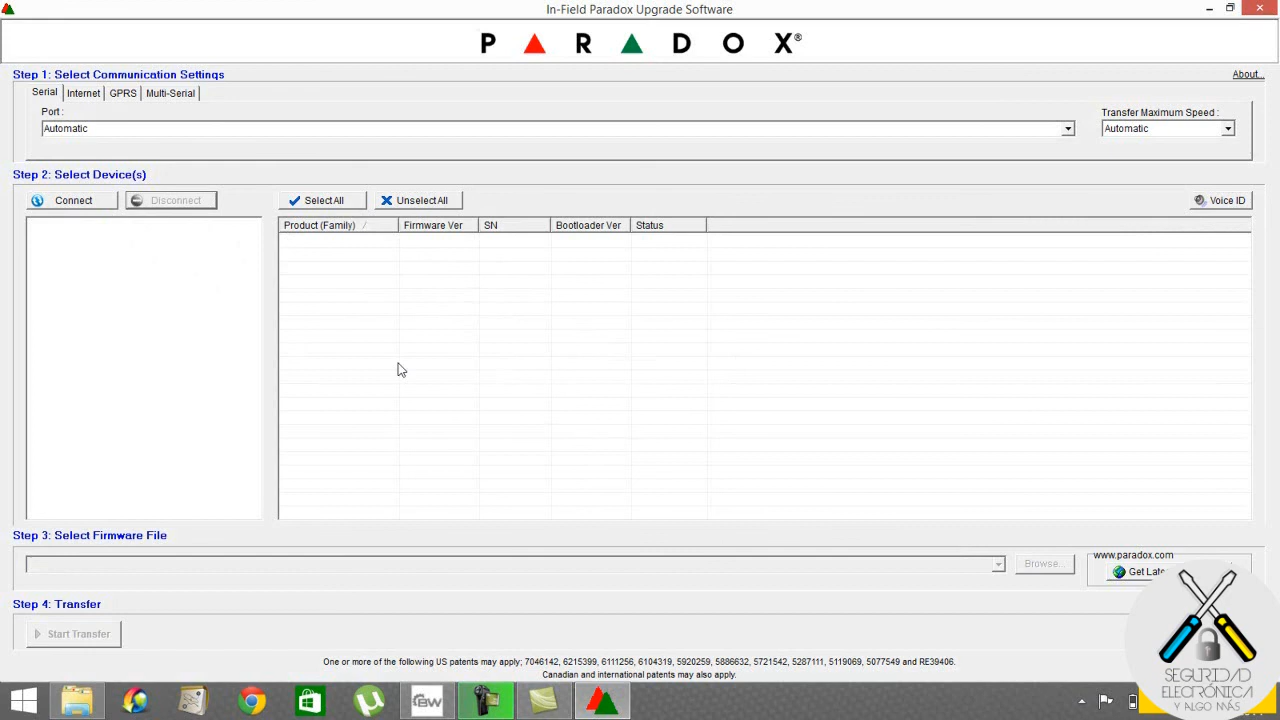 In-Field Paradox Upgrade Software
PARADOX®
Step 1: Select Communication Settings
About...
Serial Internet GPRS Multi-Serial
Port :
Transfer Maximum Speed :
Automatic
Automatic
Step 2: Select Device(s)
Connect Disconnect Select All Unselect All Voice ID
Product (Family) Firmware Ver SN Bootloader Ver Status
Step 3: Select Firmware File
www.paradox.com
Browse...
Get
Step 4: Transfer
Start Transfer
One or more of the following US patents may apply; 7046142, 6215399, 6111256, 6104319, 5920259, 5886632, 5721542, 5287111, 5119069, 5077549 and RE39406.
Canadian and international patents may also apply.
ew
SEGURIDAD
ELECTRÓNICA
Y ALGO MÁS